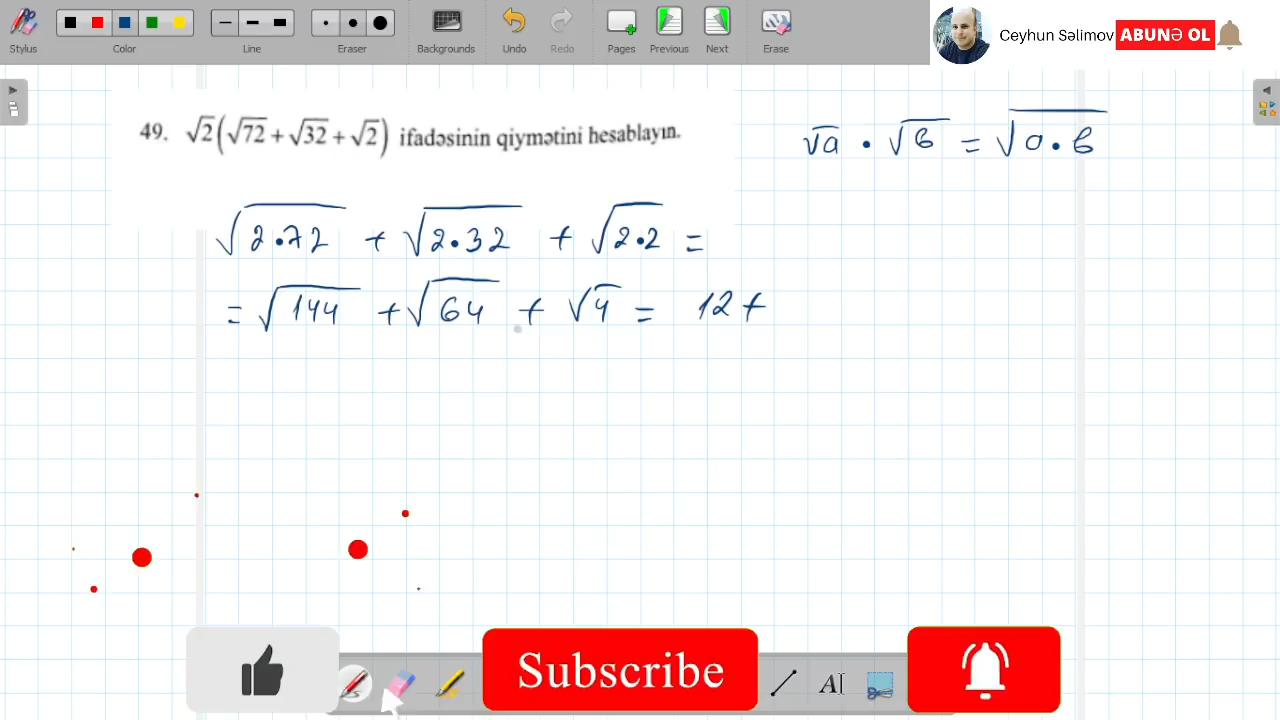 Stylus
Color
Line
Eraser
Backgrounds
Undo
Redo
Pages
Previous
Next
Erase
Ceyhun Səlimov ABUNƏ OL
49. √2(√72 + √32 + √2) ifadəsinin qiymətini hesablayın.
√a • √b = √a•b
√2•72 + √2•32 + √2•2 =
= √144 + √64 + √4 = 12 +
Subscribe
A